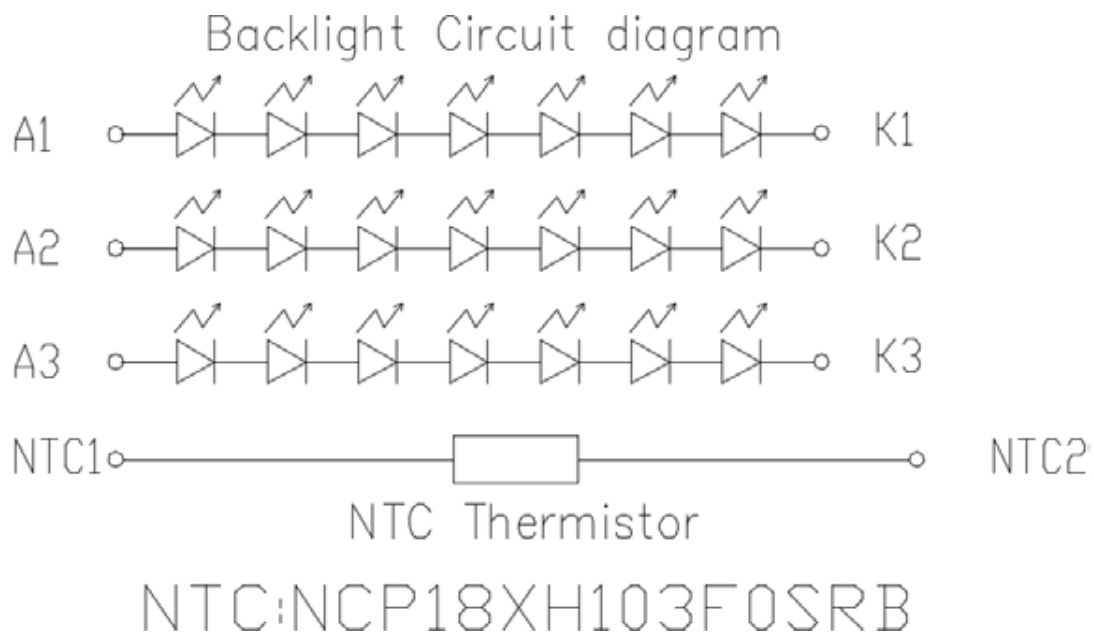 Backlight Circuit diagram
A1 K1
A2 K2
A3 K3
NTC1 NTC2
NTC Thermistor
NTC:NCP18XH103F0SRB